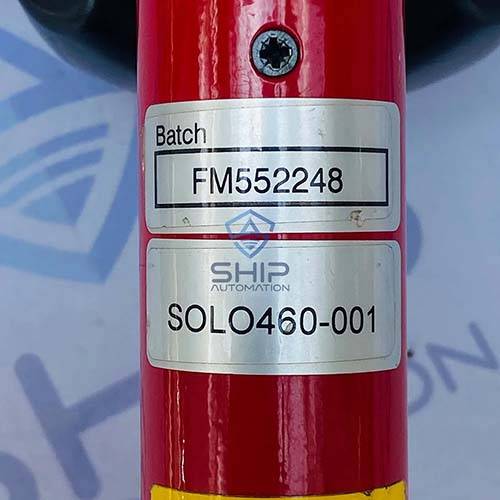 Batch
FM552248
SHIP
AUTOMATION
SOLO460-001